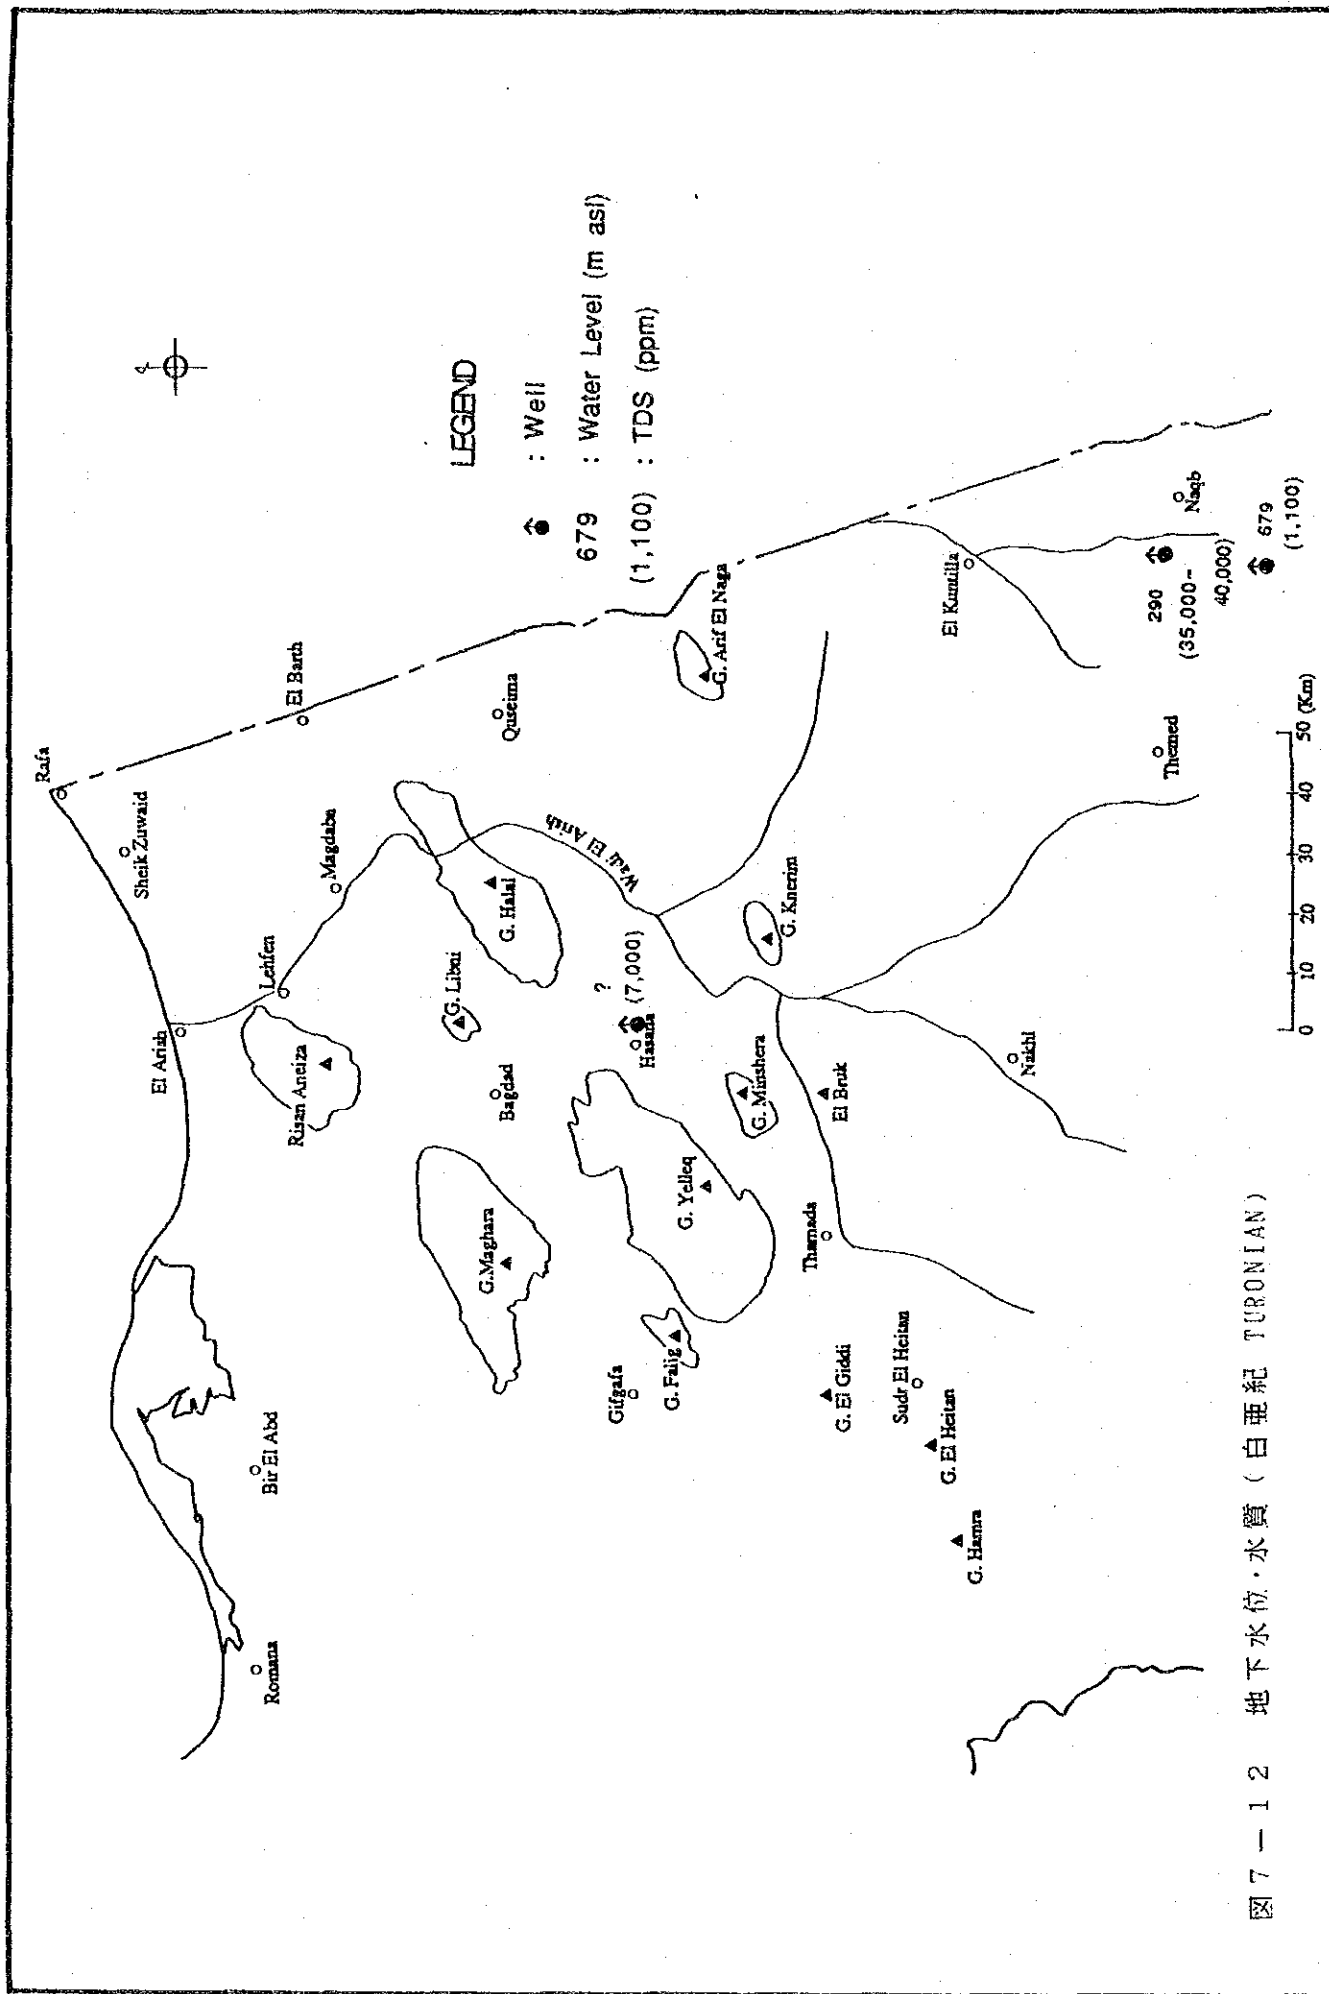 Rafa
Sheik Zuwaid
El Arish
Lehfen
El Barth
Magdaba
Risan Aneiza
Romana
Bir El Abd
G. Libni
G. Halal
Quseima
Bagdad
G.Maghara
Wadi El Arish
?
(7,000)
Hasana
Gifgafa
G. Falig
G. Yelleq
G. Minshera
G. Kherim
G. Arif El Naga
Thamada
El Bruk
G. El Giddi
Sudr El Heitan
G. El Heitan
G. Hamra
Nakhl
Themed
El Kuntilla
Naqb
290
(35,000-
40,000)
679
(1,100)
LEGEND
: Well
679 : Water Level (m asl)
(1,100) : TDS (ppm)
0 10 20 30 40 50 (Km)
図7－12 地下水位・水質（白亜紀 TURONIAN）